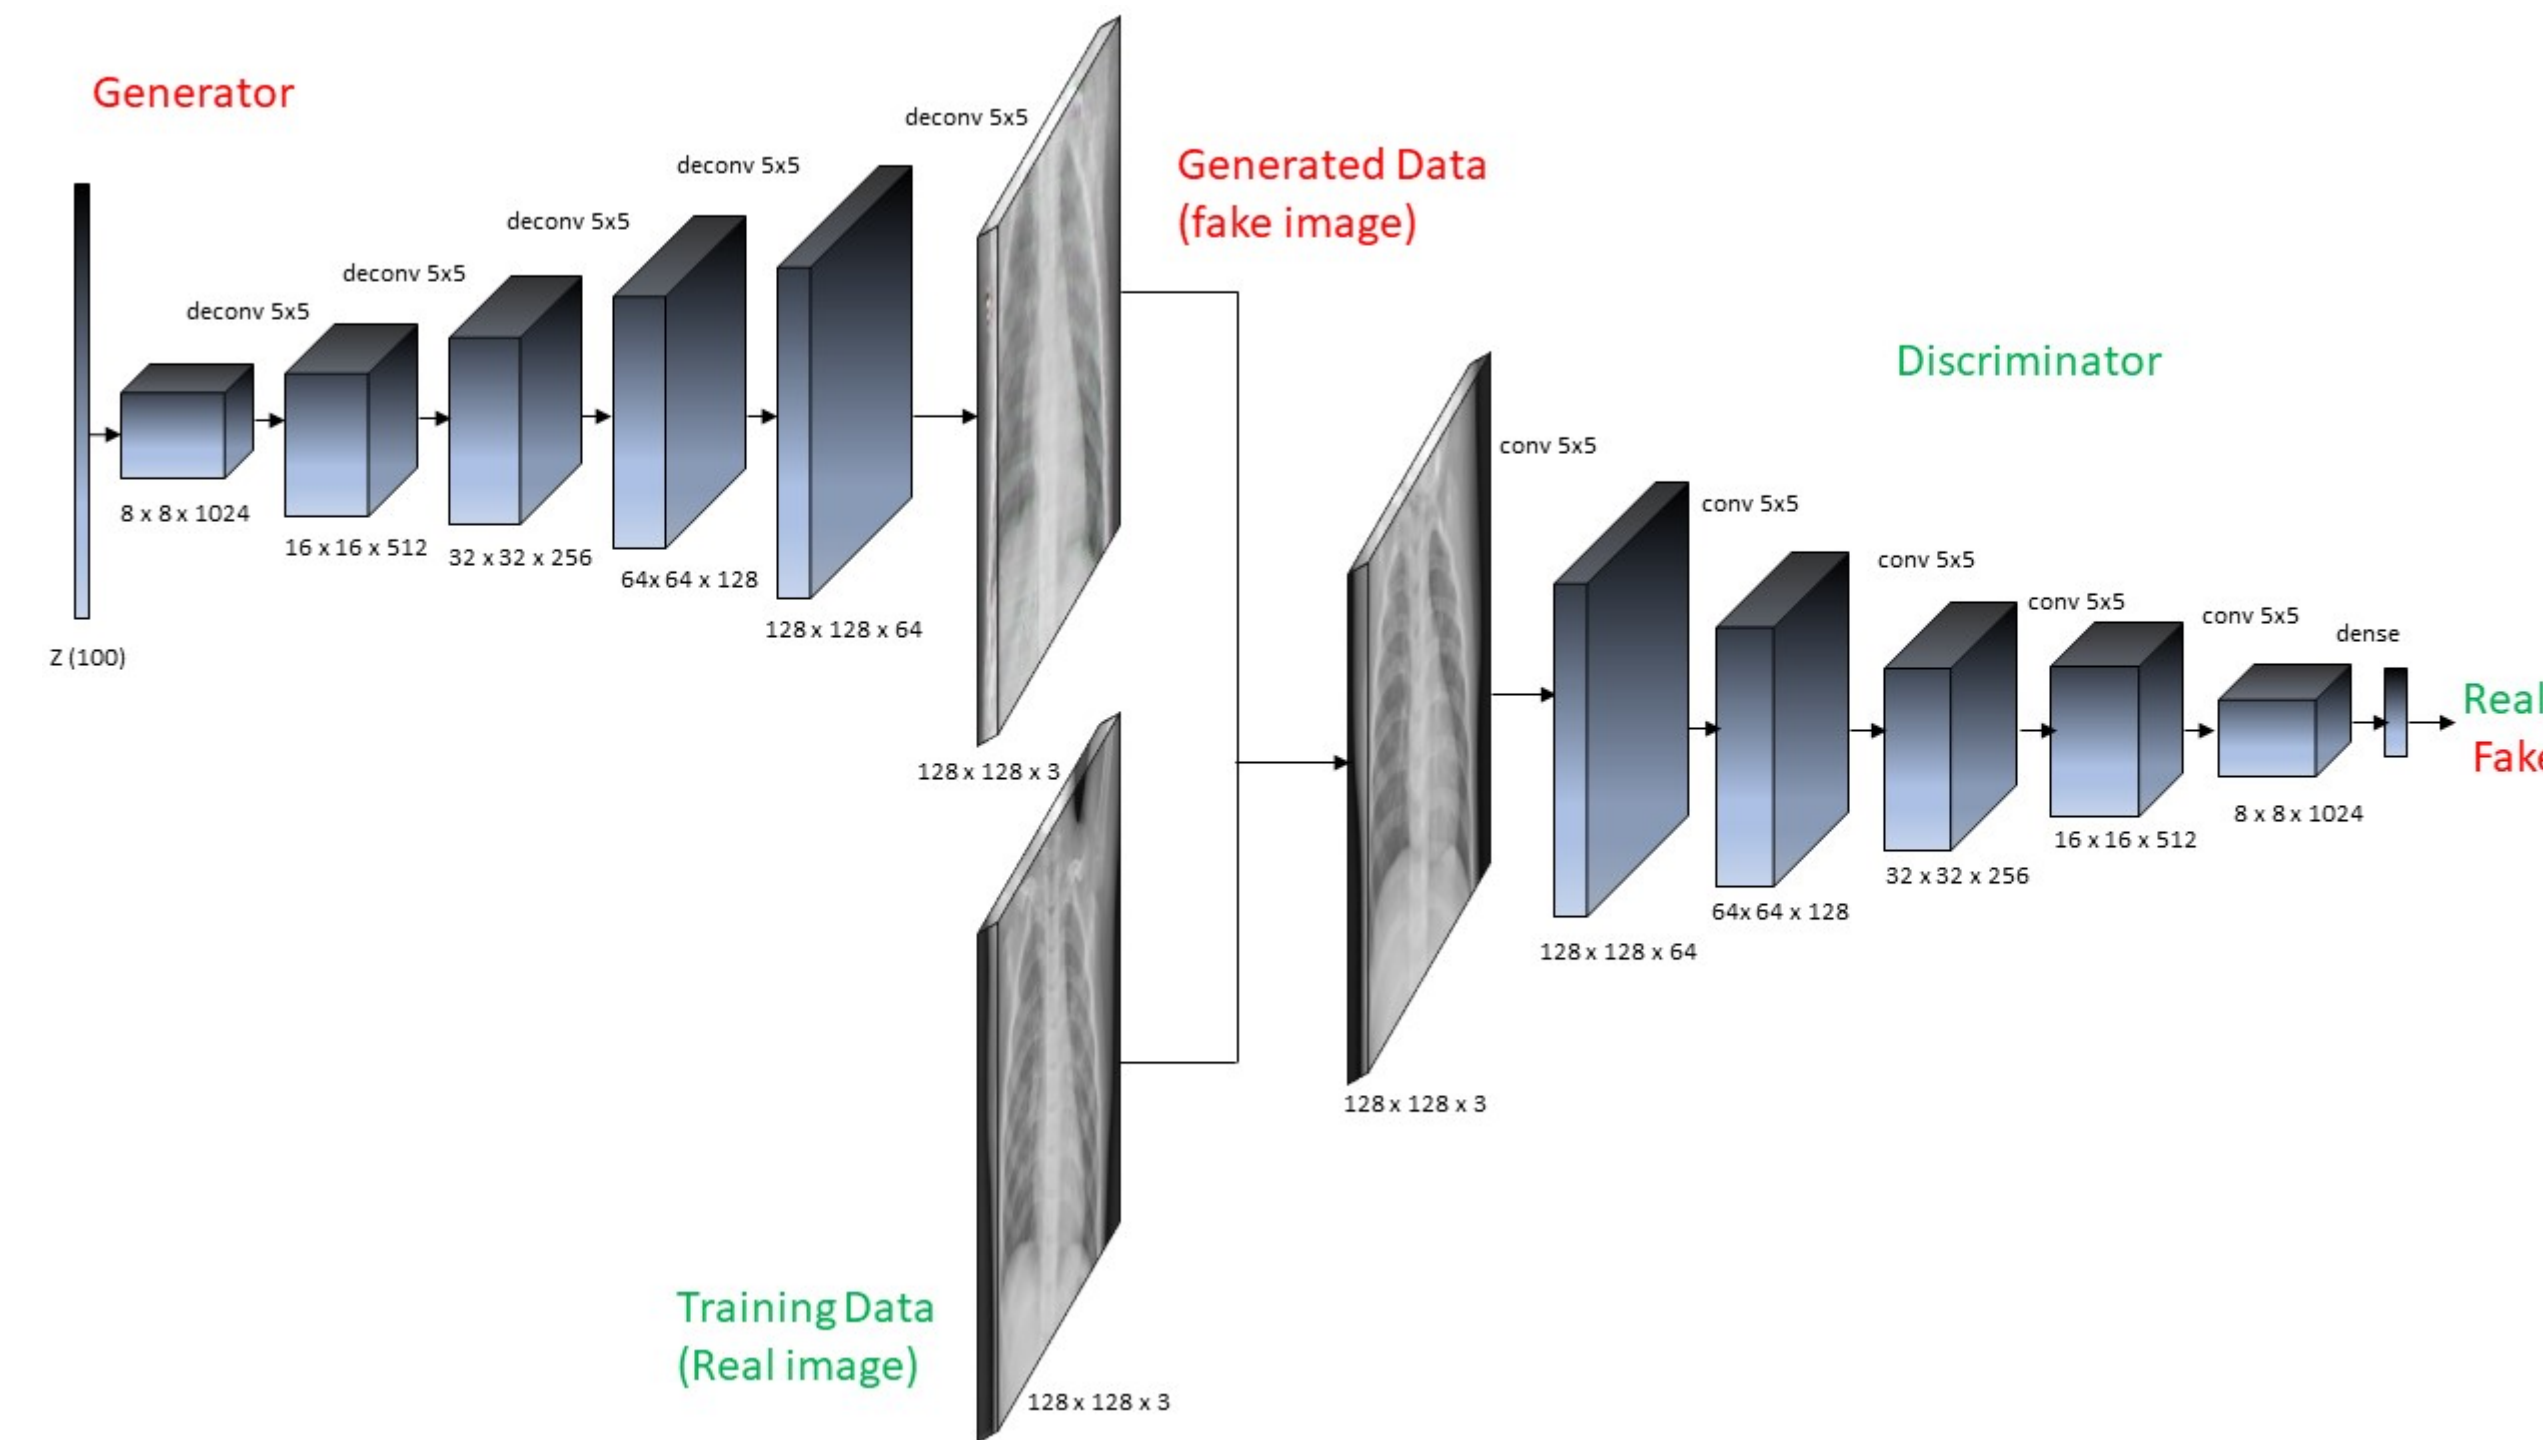 Generator
deconv 5x5
deconv 5x5
deconv 5x5
deconv 5x5
deconv 5x5
Z (100)
8 x 8 x 1024
16 x 16 x 512
32 x 32 x 256
64x 64 x 128
128 x 128 x 64
128 x 128 x 3
Generated Data
(fake image)
Training Data
(Real image)
128 x 128 x 3
Discriminator
128 x 128 x 3
conv 5x5
conv 5x5
conv 5x5
conv 5x5
conv 5x5
dense
128 x 128 x 64
64x 64 x 128
32 x 32 x 256
16 x 16 x 512
8 x 8 x 1024
Real